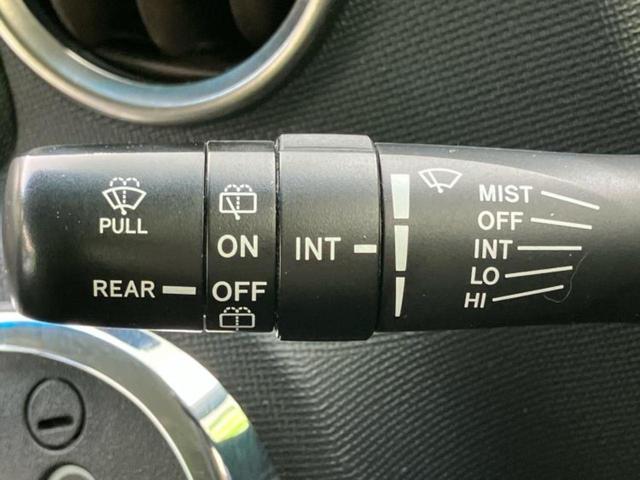 PULL
REAR
ON
OFF
INT
MIST
OFF
INT
LO
HI